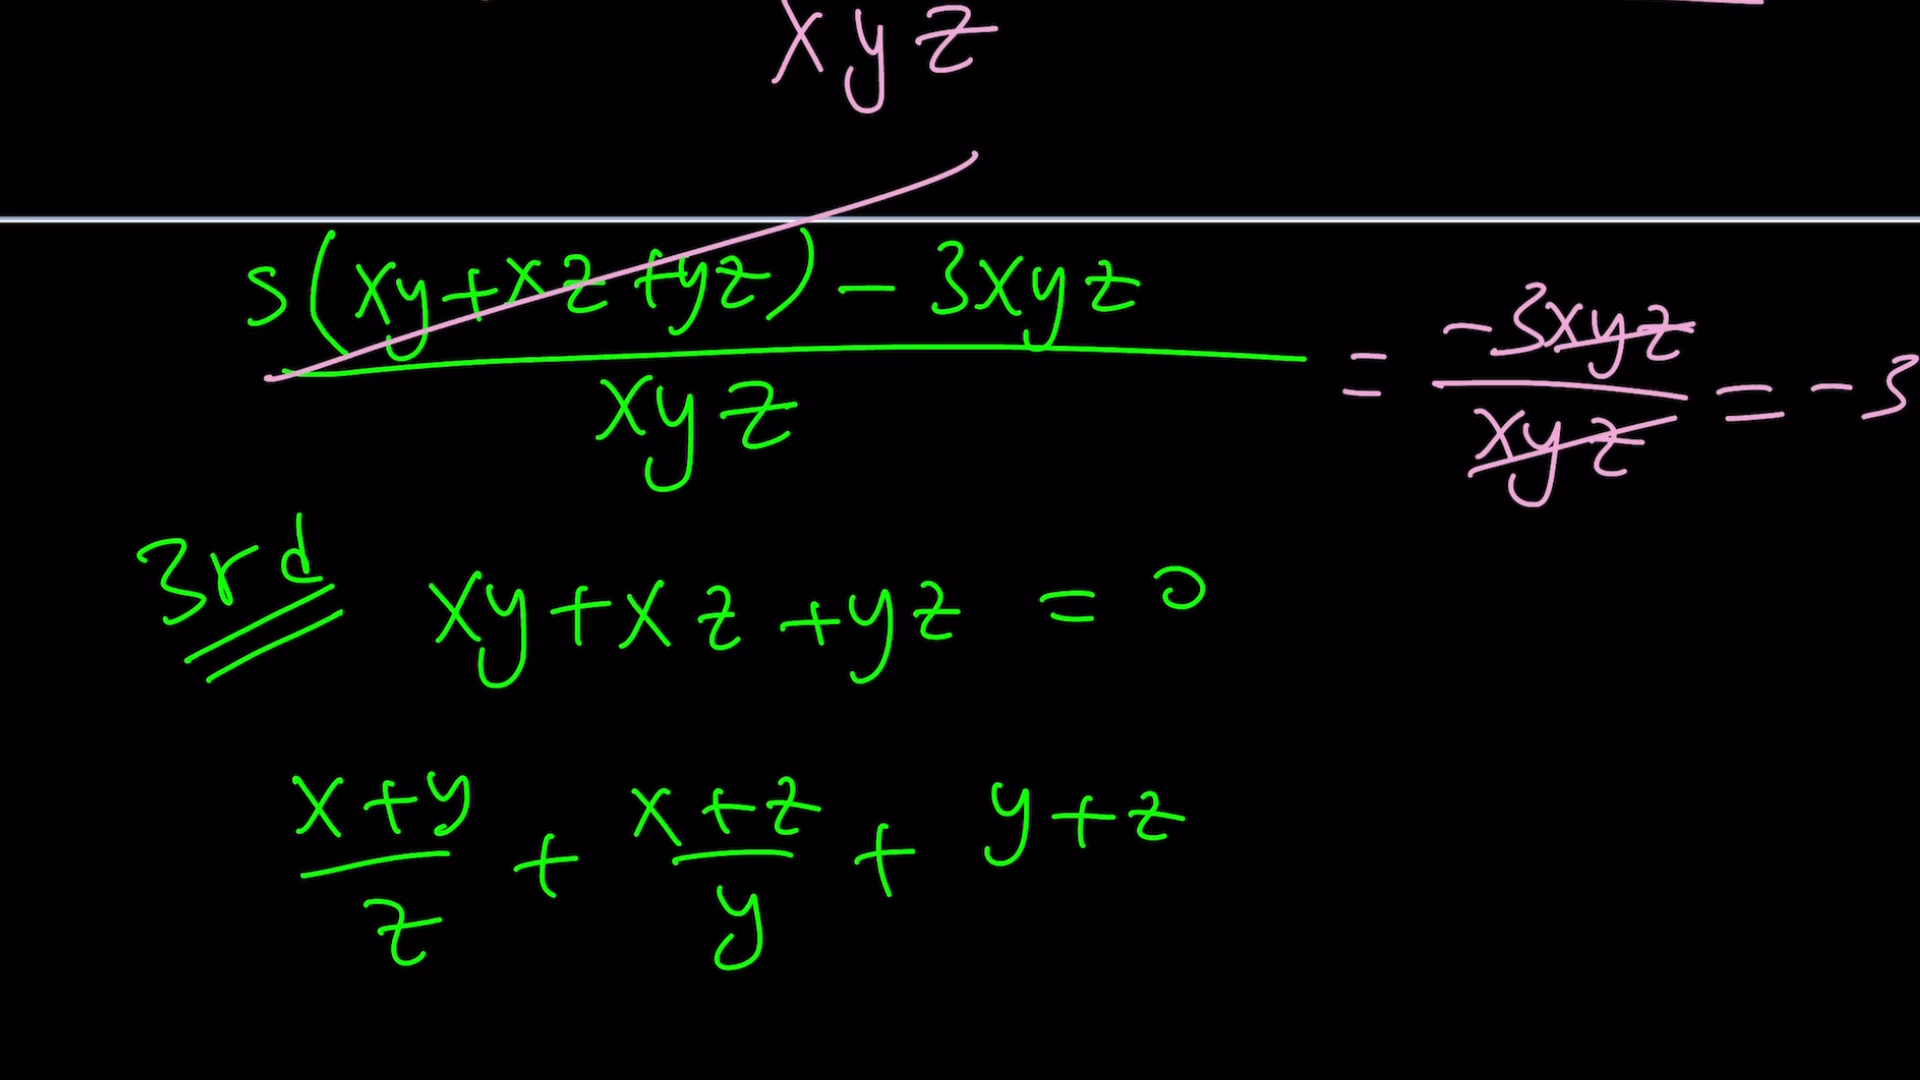 xyz
s(xy+xz+yz) - 3xyz
xyz
= -3xyz
xyz
= -3
3rd xy+xz+yz = 0
x+y + x+z + y+z
z y